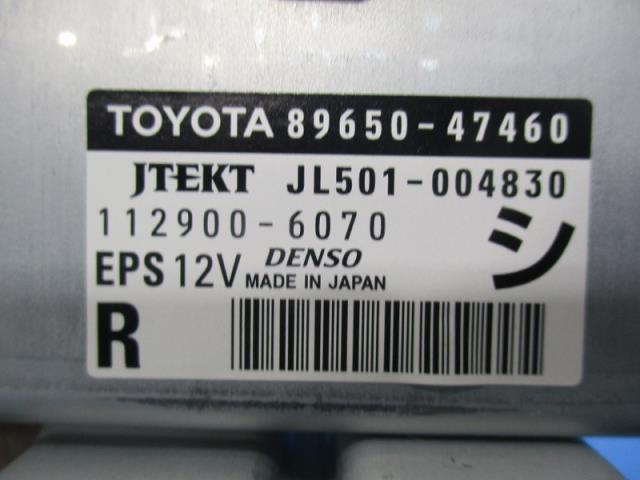 TOYOTA 89650-47460
JTEKT JL501-004830
112900-6070
シ
EPS 12V DENSO
MADE IN JAPAN
R